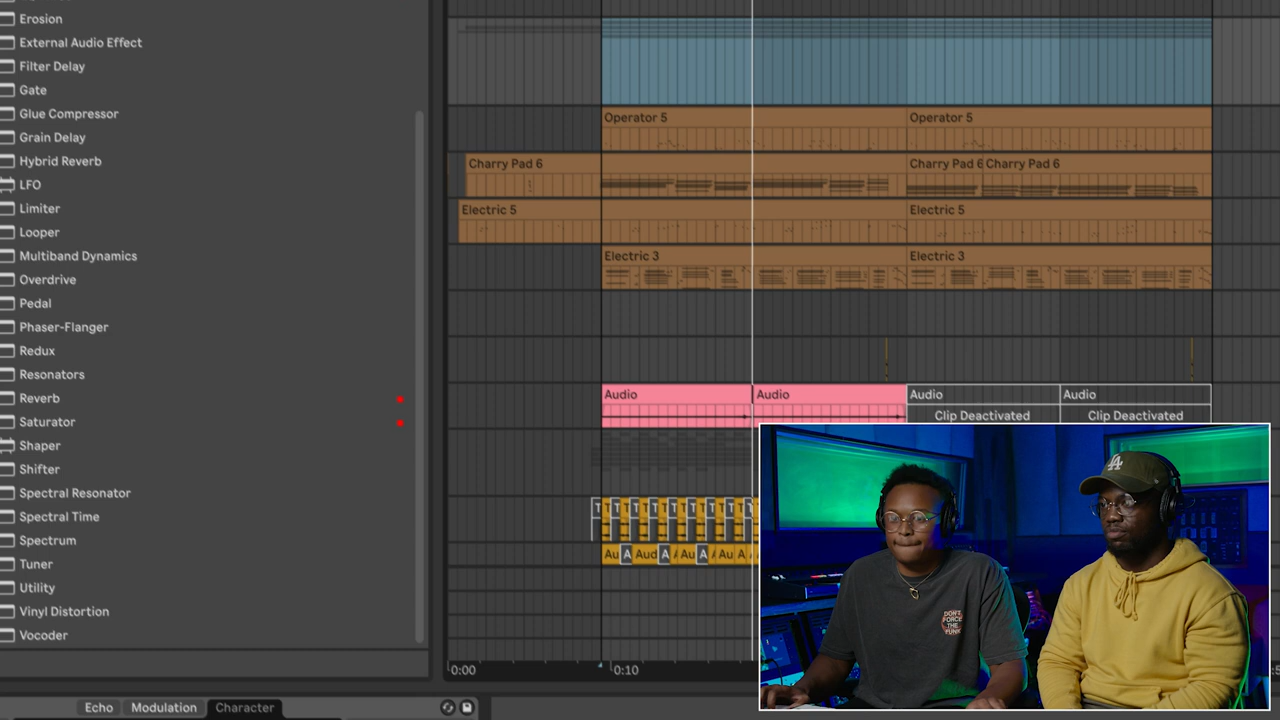 Erosion
External Audio Effect
Filter Delay
Gate
Glue Compressor
Grain Delay
Hybrid Reverb
LFO
Limiter
Looper
Multiband Dynamics
Overdrive
Pedal
Phaser-Flanger
Redux
Resonators
Reverb
Saturator
Shaper
Shifter
Spectral Resonator
Spectral Time
Spectrum
Tuner
Utility
Vinyl Distortion
Vocoder
Echo Modulation Character
Operator 5 Operator 5
Charry Pad 6 Charry Pad 6 Charry Pad 6
Electric 5 Electric 5
Electric 3 Electric 3
Audio Audio Audio Audio
Clip Deactivated Clip Deactivated
Au A Aud A Au A Au A
0:00 0:10
LA
DON'T
FORCE
THE
FUNK